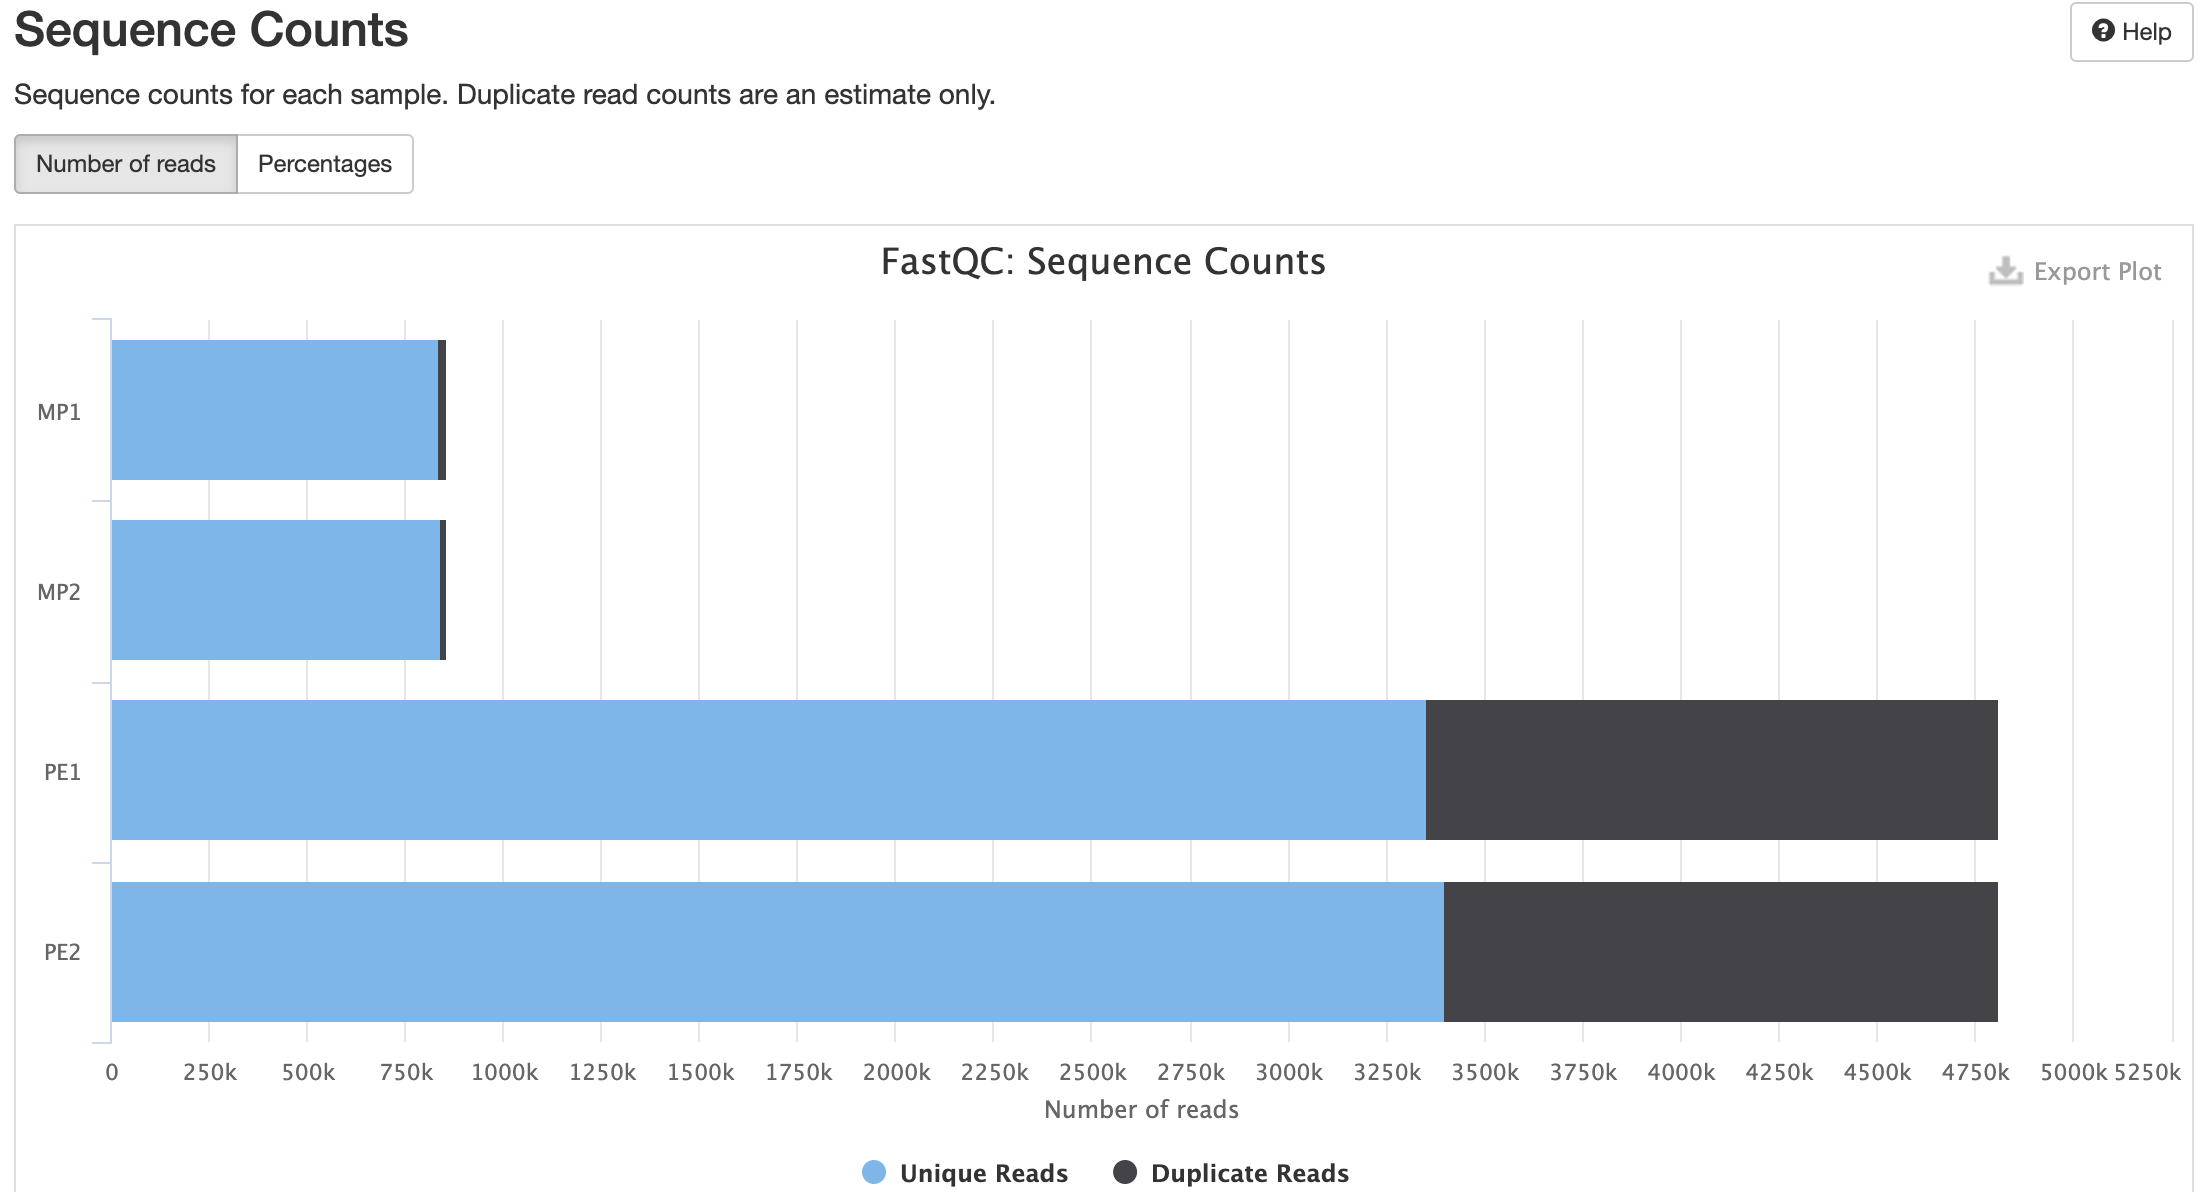 Sequence Counts
Help
Sequence counts for each sample. Duplicate read counts are an estimate only.
Number of reads Percentages
FastQC: Sequence Counts
Export Plot
MP1
MP2
PE1
PE2
0 250k 500k 750k 1000k 1250k 1500k 1750k 2000k 2250k 2500k 2750k 3000k 3250k 3500k 3750k 4000k 4250k 4500k 4750k 5000k 5250k
Number of reads
Unique Reads Duplicate Reads